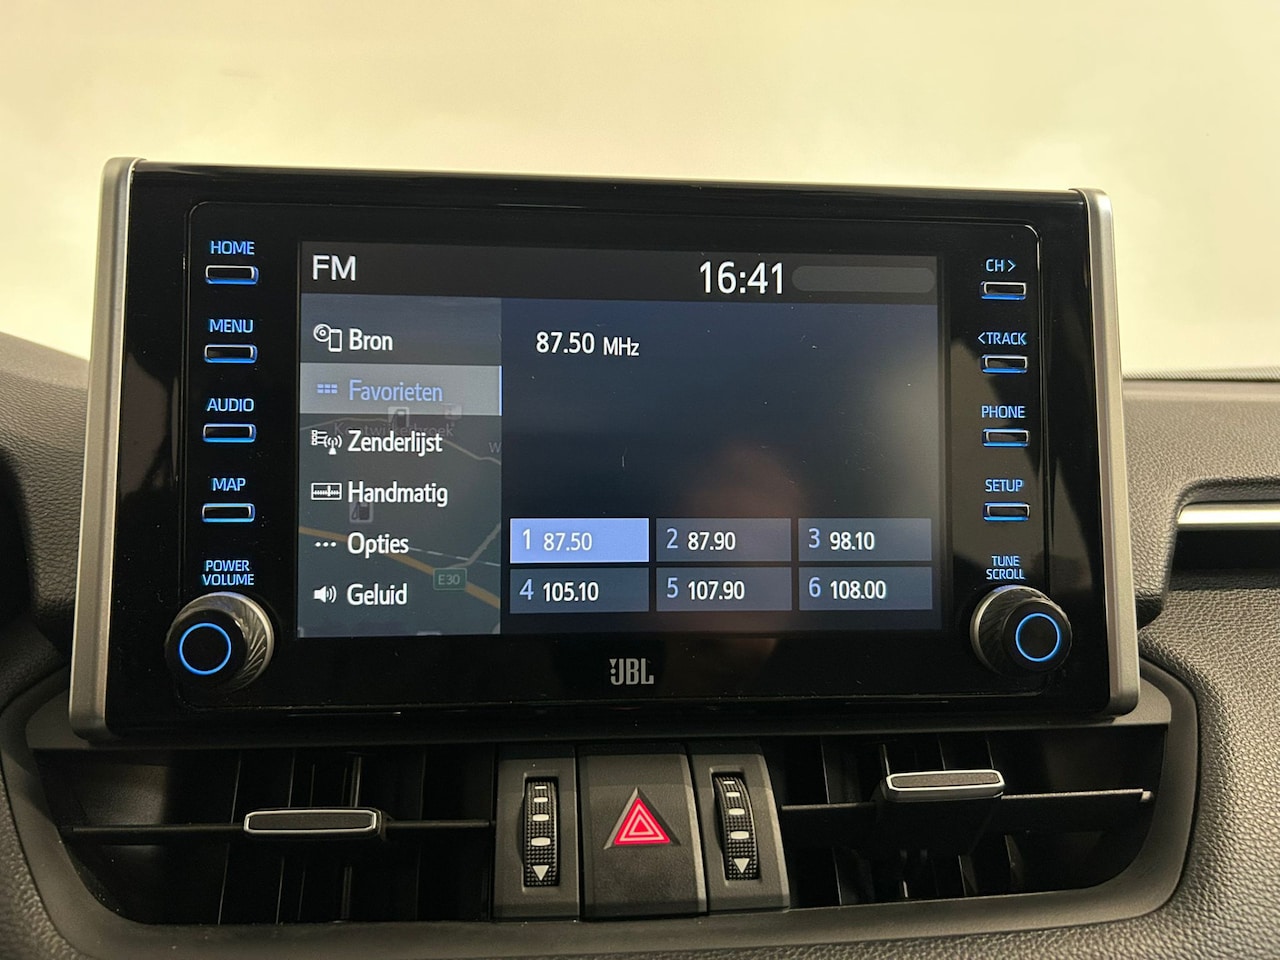 HOME
MENU
AUDIO
MAP
POWER
VOLUME
FM
16:41
Bron
Favorieten
Zenderlijst
Handmatig
Opties
Geluid
E30
87.50 MHz
1 87.50
2 87.90
3 98.10
4 105.10
5 107.90
6 108.00
CH >
< TRACK
PHONE
SETUP
TUNE
SCROLL
JBL